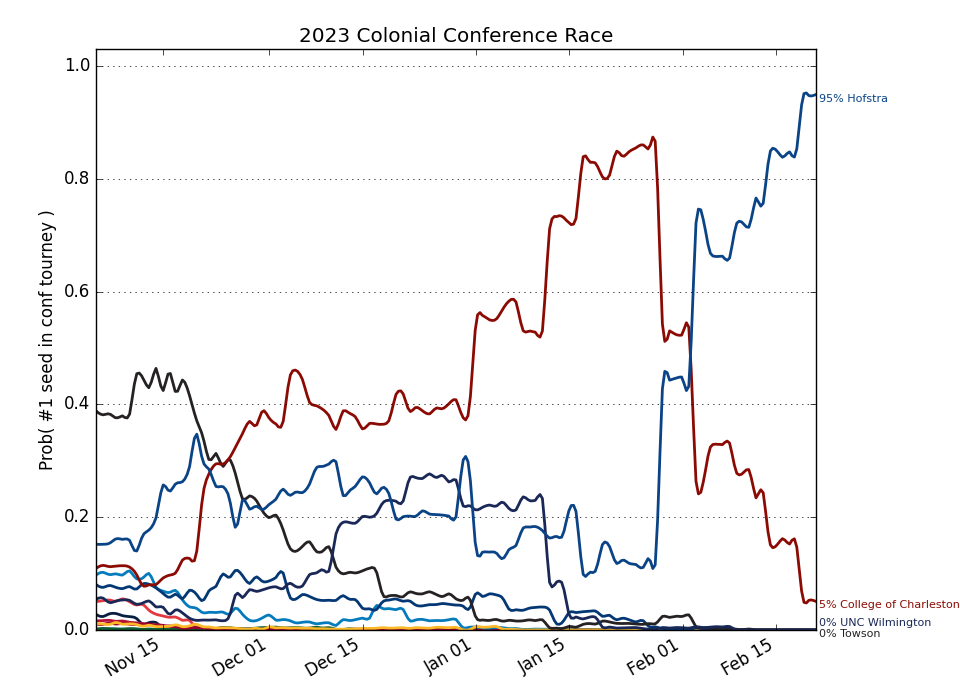 2023 Colonial Conference Race
1.0
0.8
0.6
0.4
0.2
0.0
Prob( #1 seed in conf tourney )
95% Hofstra
5% College of Charleston
0% UNC Wilmington
0% Towson
Nov 15
Dec 01
Dec 15
Jan 01
Jan 15
Feb 01
Feb 15